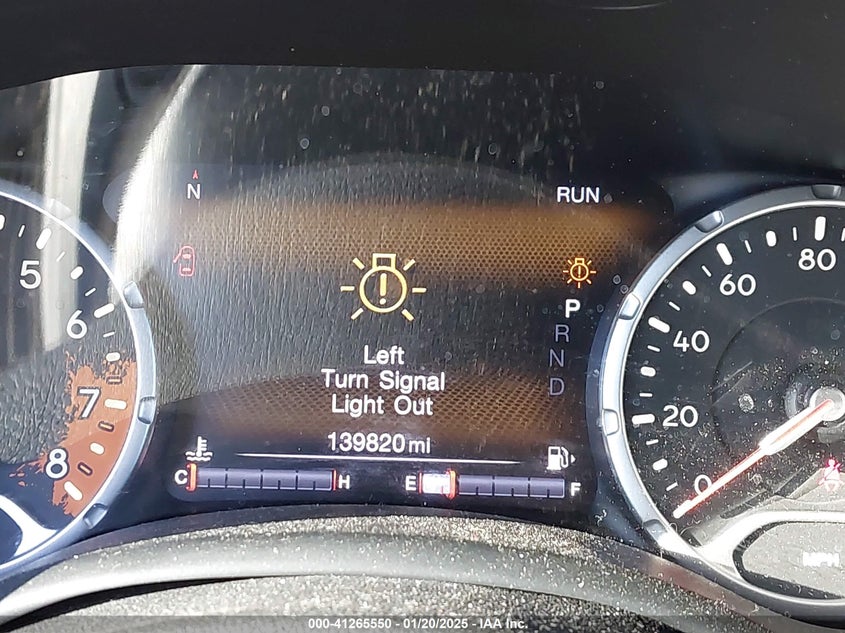 N
RUN
P
R
N
D
Left
Turn Signal
Light Out
139820 mi
C H
E F
5
6
7
8
0
20
40
60
80
MPH
000-41265550 / 01/20/2025 - IAA Inc.